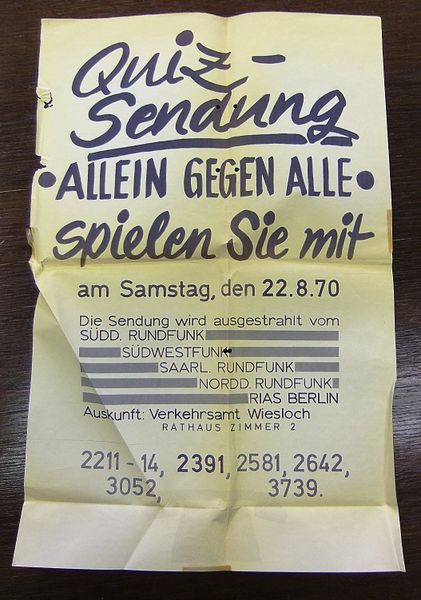 Quiz-
Sendung
• ALLEIN GEGEN ALLE •
spielen Sie mit
am Samstag, den 22.8.70
Die Sendung wird ausgestrahlt vom
SÜDD. RUNDFUNK
SÜDWESTFUNK
SAARL. RUNDFUNK
NORDD. RUNDFUNK
RIAS BERLIN
Auskunft: Verkehrsamt Wiesloch
RATHAUS ZIMMER 2
2211-14, 2391, 2581, 2642,
3052, 3739.